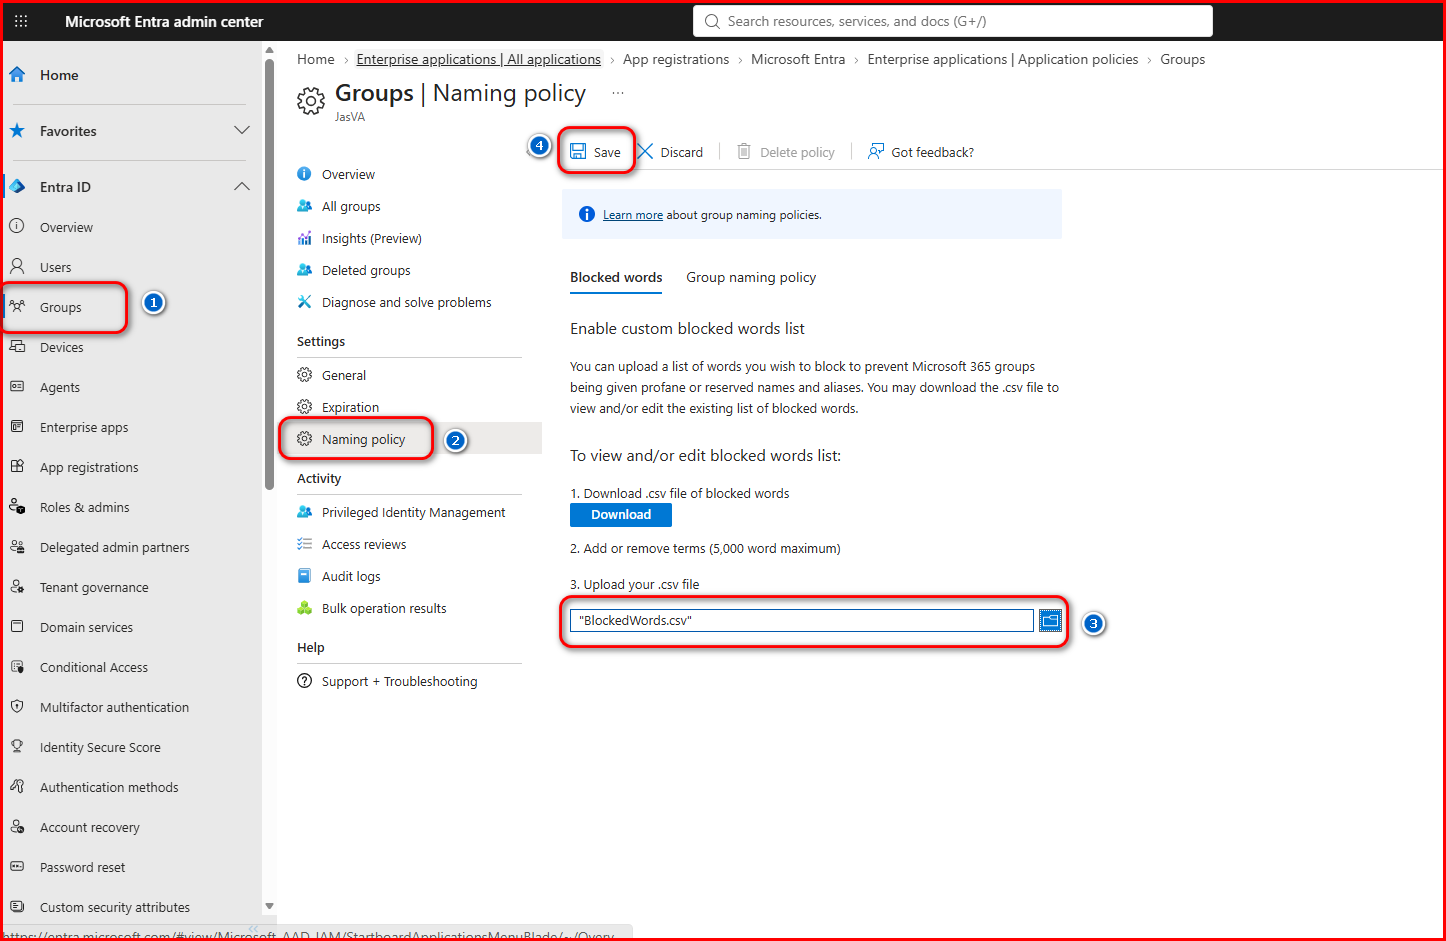 Microsoft Entra admin center
Search resources, services, and docs (G+/)
Home
Favorites
Entra ID
Overview
Users
Groups
1
Devices
Agents
Enterprise apps
App registrations
Roles & admins
Delegated admin partners
Tenant governance
Domain services
Conditional Access
Multifactor authentication
Identity Secure Score
Authentication methods
Account recovery
Password reset
Custom security attributes
Home > Enterprise applications | All applications > App registrations > Microsoft Entra > Enterprise applications | Application policies > Groups
Groups | Naming policy ...
JasVA
Overview
All groups
Insights (Preview)
Deleted groups
Diagnose and solve problems
Settings
General
Expiration
Naming policy
2
Activity
Privileged Identity Management
Access reviews
Audit logs
Bulk operation results
Help
Support + Troubleshooting
4
Save
Discard
Delete policy
Got feedback?
Learn more about group naming policies.
Blocked words
Group naming policy
Enable custom blocked words list
You can upload a list of words you wish to block to prevent Microsoft 365 groups
being given profane or reserved names and aliases. You may download the .csv file to
view and/or edit the existing list of blocked words.
To view and/or edit blocked words list:
1. Download .csv file of blocked words
Download
2. Add or remove terms (5,000 word maximum)
3. Upload your .csv file
"BlockedWords.csv"
3
https://entra.microsoft.com/#view/Microsoft_AAD_IAM/StartboardApplicationsMenuBlade/~/Overv